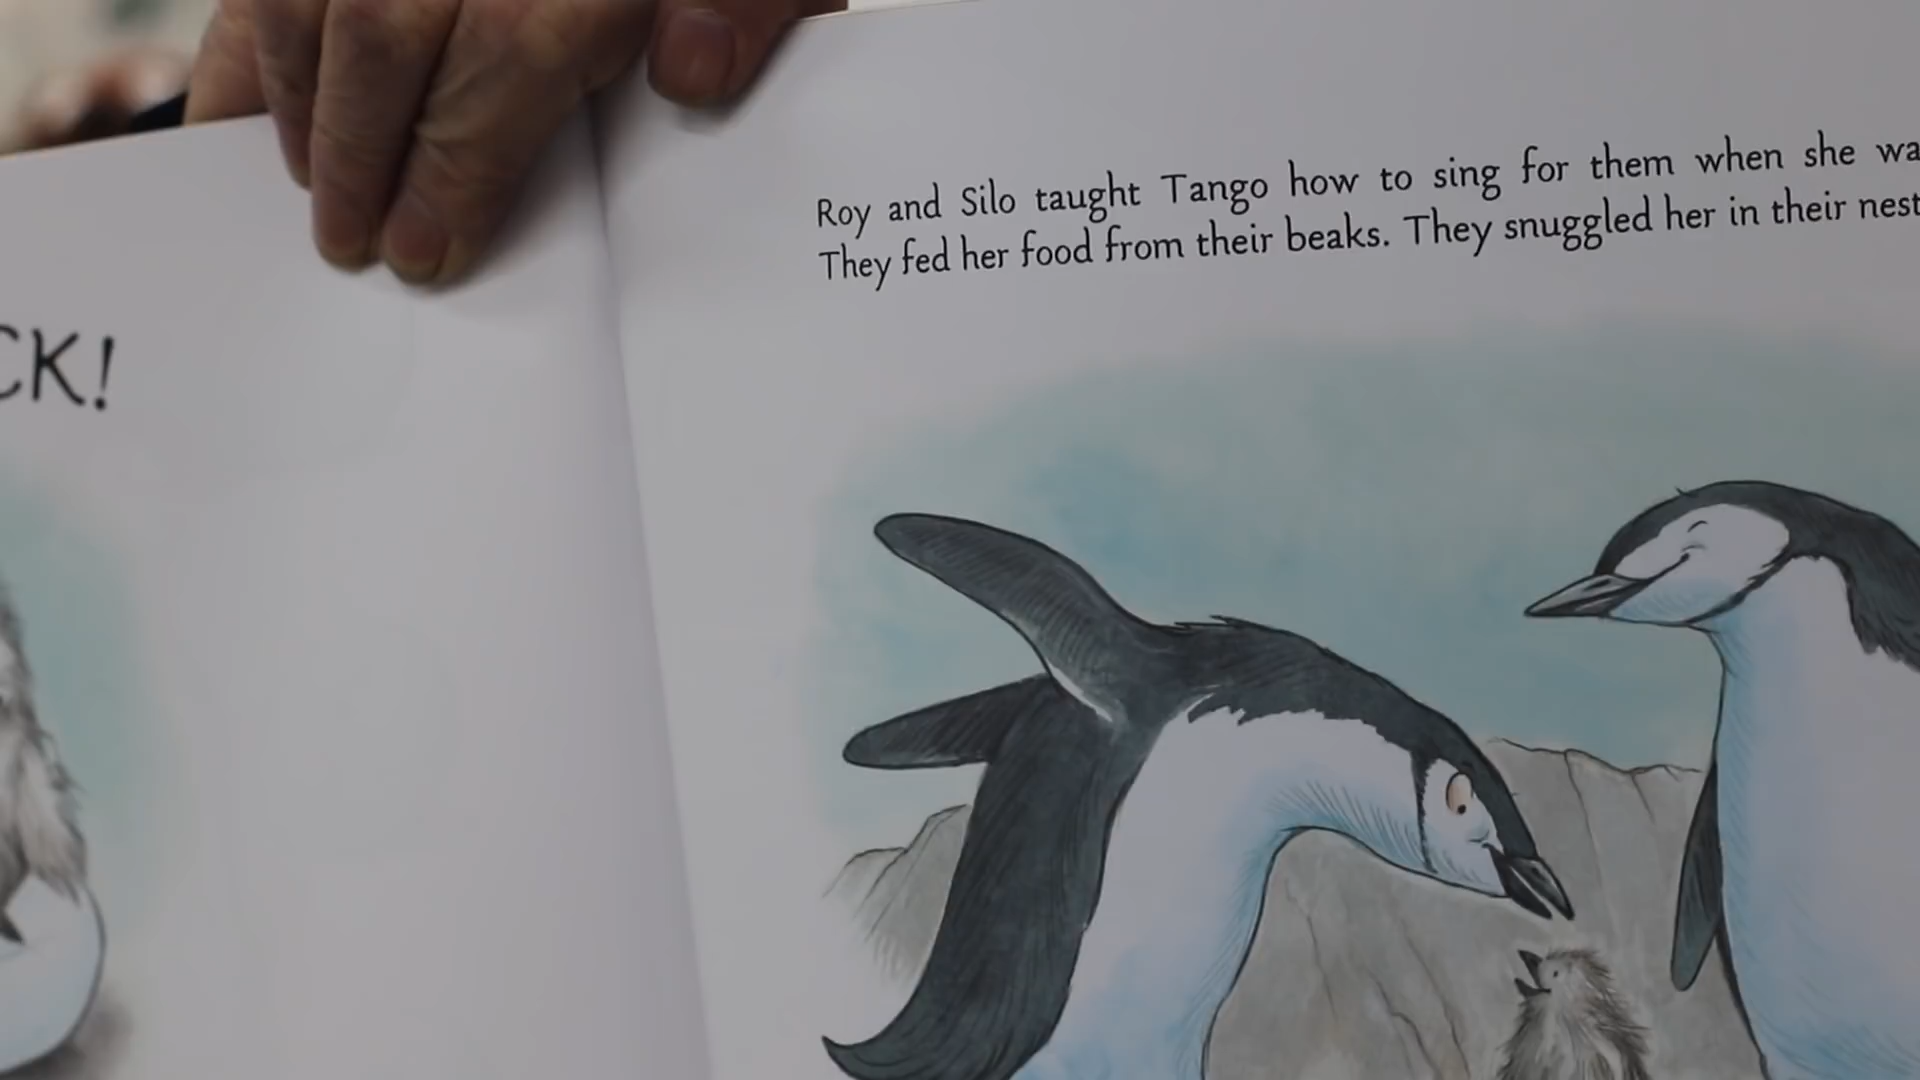 CK!
Roy and Silo taught Tango how to sing for them when she wa
They fed her food from their beaks. They snuggled her in their nest